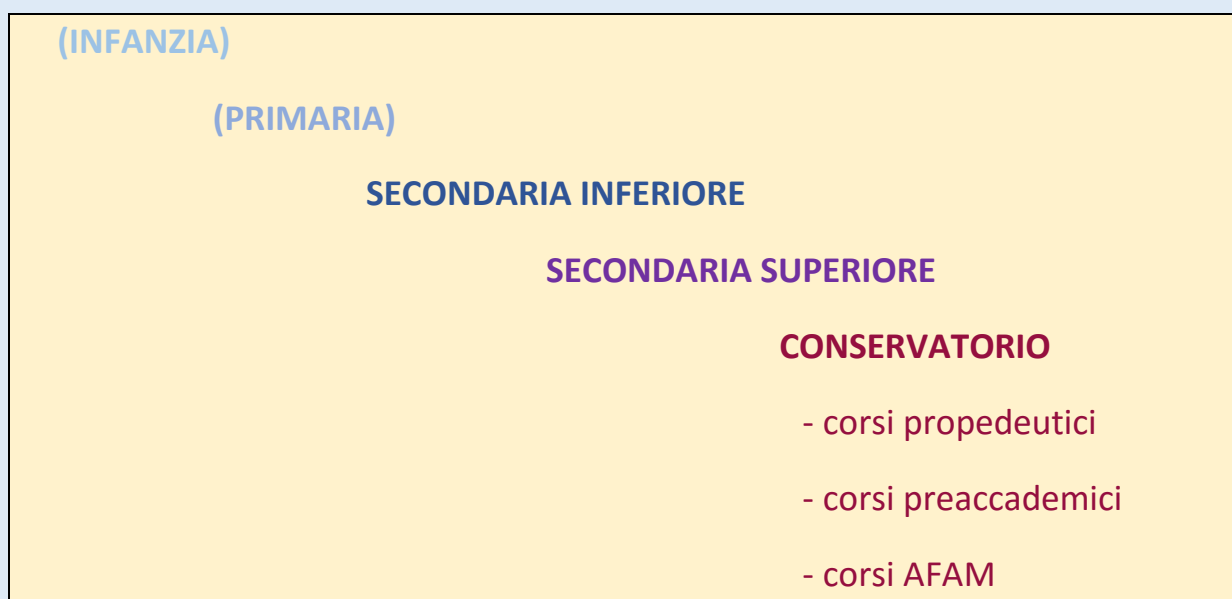 (INFANZIA)
(PRIMARIA)
SECONDARIA INFERIORE
SECONDARIA SUPERIORE
CONSERVATORIO
- corsi propedeutici
- corsi preaccademici
- corsi AFAM